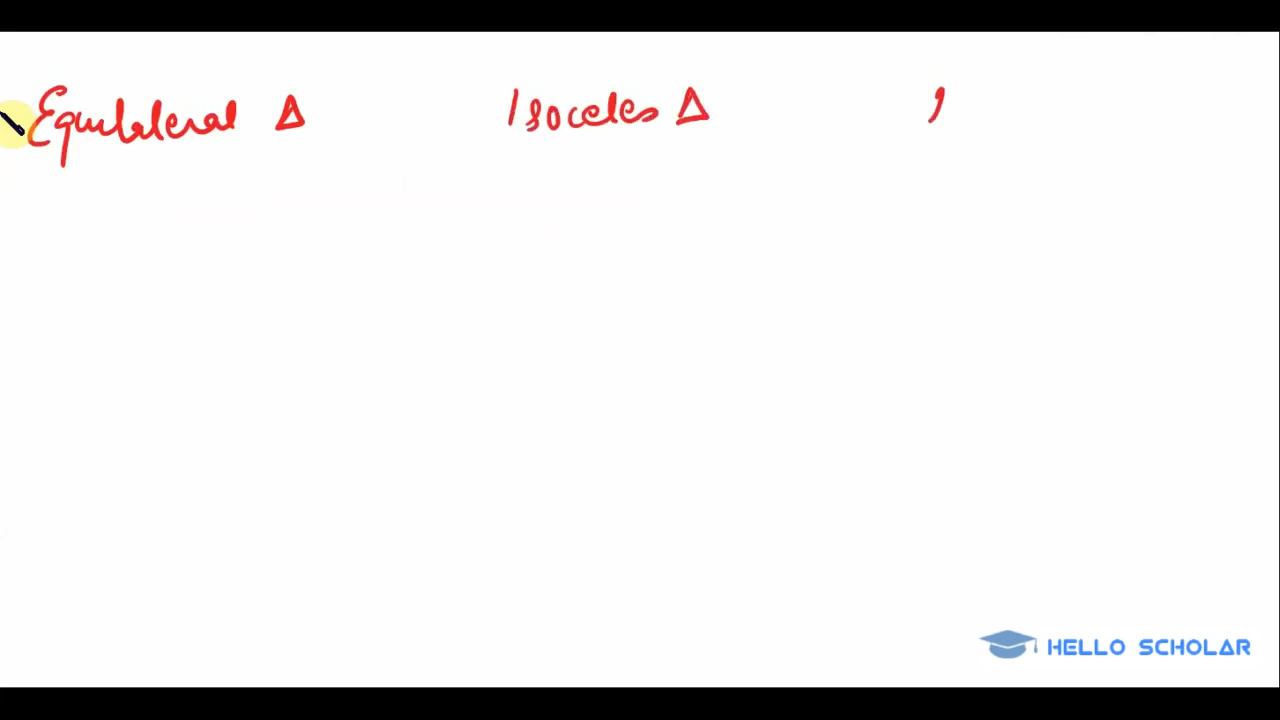 Equilateral Δ Isoceles Δ ,
HELLO SCHOLAR